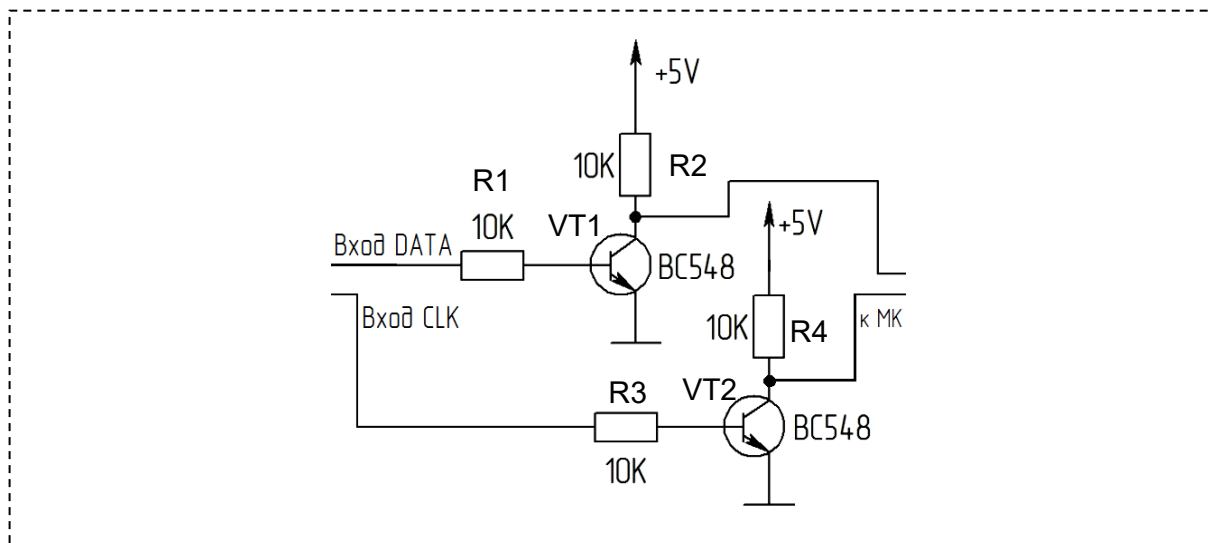 +5V
10K R2
R1
10K
VT1
+5V
Вход DATA
BC548
Вход CLK
10K R4
к МК
R3
VT2
BC548
10K